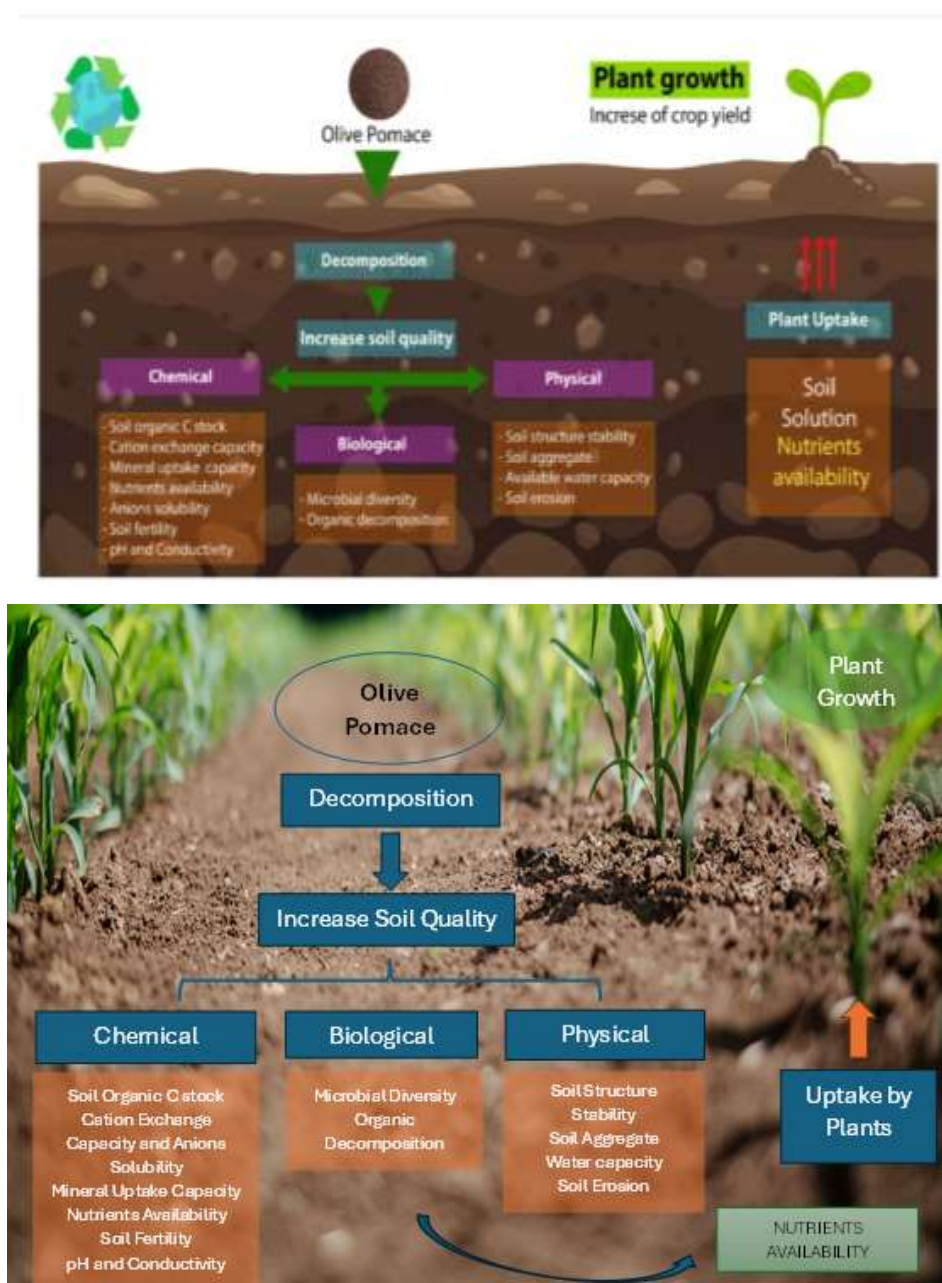 Olive Pomace
Plant growth
Increse of crop yield
Decomposition
Increase soil quality
Chemical
- Soil organic C stock
- Cation exchange capacity
- Mineral uptake capacity
- Nutrients availability
- Anions solubility
- Soil fertility
- pH and Conductivity
Biological
- Microbial diversity
- Organic decomposition
Physical
- Soil structure stability
- Soil aggregate
- Available water capacity
- Soil erosion
Plant Uptake
Soil
Solution
Nutrients
availability
Olive
Pomace
Plant
Growth
Decomposition
Increase Soil Quality
Chemical
Soil Organic C stock
Cation Exchange
Capacity and Anions
Solubility
Mineral Uptake Capacity
Nutrients Availability
Soil Fertility
pH and Conductivity
Biological
Microbial Diversity
Organic
Decomposition
Physical
Soil Structure
Stability
Soil Aggregate
Water capacity
Soil Erosion
Uptake by
Plants
NUTRIENTS
AVAILABILITY